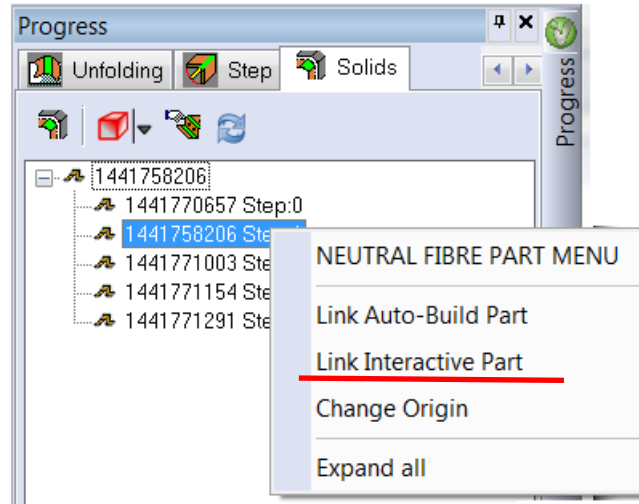 Progress
Unfolding Step Solids
Progress
1441758206
1441770657 Step:0
1441758206 Ste
1441771003 Ste
1441771154 Ste
1441771291 Ste
NEUTRAL FIBRE PART MENU
Link Auto-Build Part
Link Interactive Part
Change Origin
Expand all